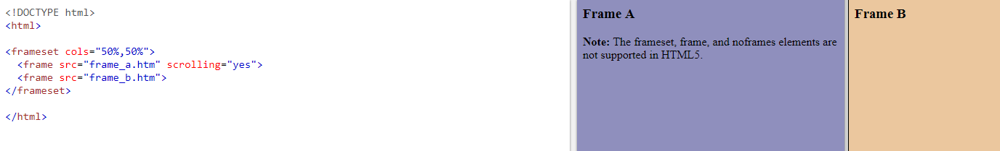 <!DOCTYPE html>
<html>
<frameset cols="50%,50%">
  <frame src="frame_a.htm" scrolling="yes">
  <frame src="frame_b.htm">
</frameset>
</html>
Frame A
Note: The frameset, frame, and noframes elements are
not supported in HTML5.
Frame B